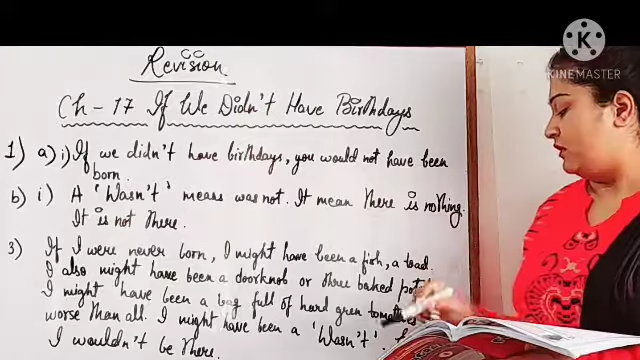 KINEMASTER
Revision
Ch - 17 If We Didn't Have Birthdays
1) a) i) If we didn't have birthdays, you would not have been
born.
b) i) A 'Wasn't' means was not. It mean there is nothing.
It is not there.
3) If I were never born, I might have been a fish, a toad.
I also might have been a doorknob or three baked
I might have been a bag full of hard gren tomatoes
worse than all. I might have been a 'Wasn't'.
I wouldn't be there.